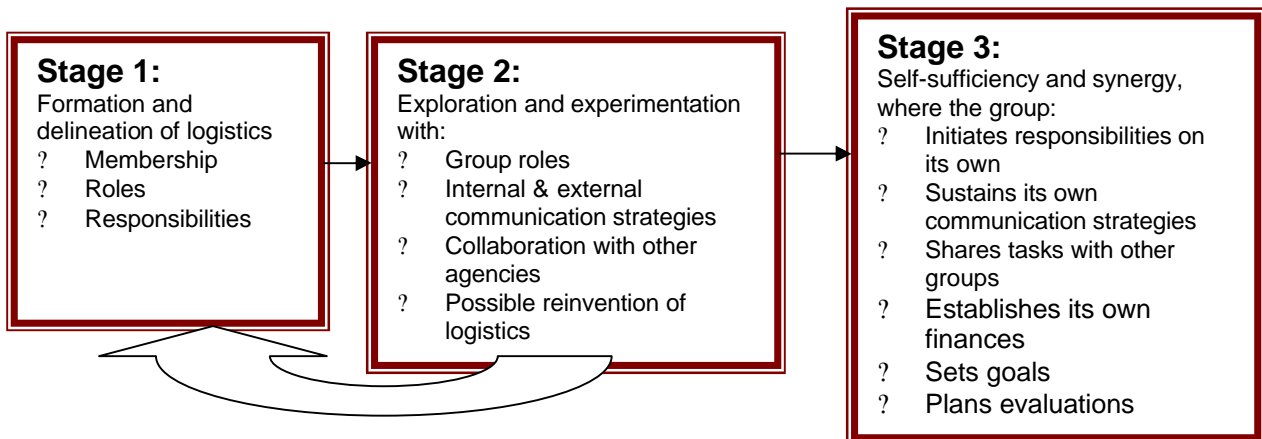 Stage 1:
Formation and
delineation of logistics
? Membership
? Roles
? Responsibilities
Stage 2:
Exploration and experimentation
with:
? Group roles
? Internal & external
communication strategies
? Collaboration with other
agencies
? Possible reinvention of
logistics
Stage 3:
Self-sufficiency and synergy,
where the group:
? Initiates responsibilities on
its own
? Sustains its own
communication strategies
? Shares tasks with other
groups
? Establishes its own
finances
? Sets goals
? Plans evaluations